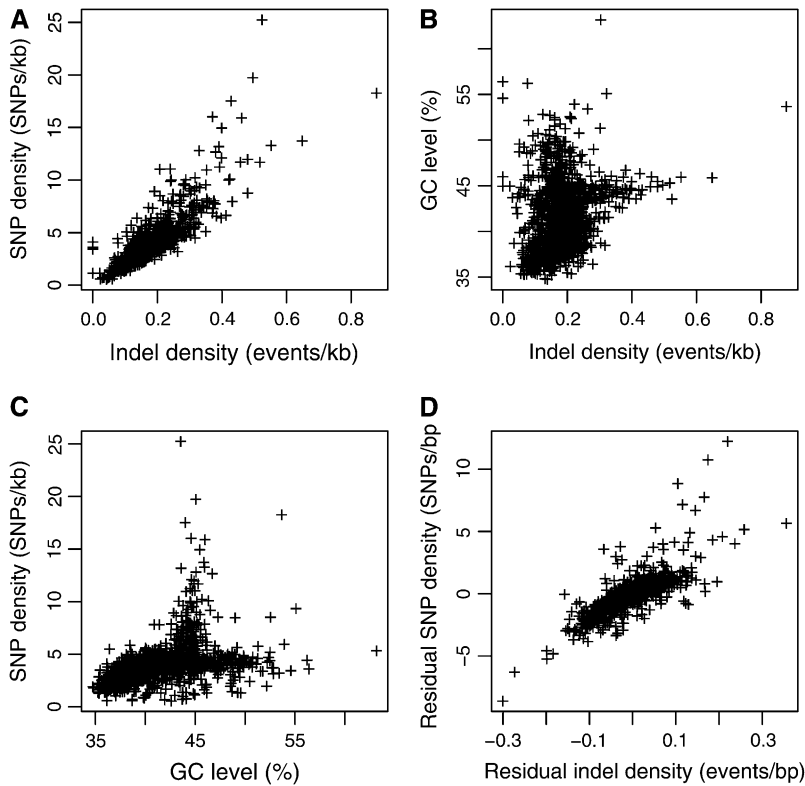 A
SNP density (SNPs/kb)
25
20
15
10
5
0
0.0 0.2 0.4 0.6 0.8
Indel density (events/kb)
B
GC level (%)
55
45
35
0.0 0.2 0.4 0.6 0.8
Indel density (events/kb)
C
SNP density (SNPs/kb)
25
20
15
10
5
0
35 45 55
GC level (%)
D
Residual SNP density (SNPs/bp
10
5
0
−5
−0.3 −0.1 0.1 0.3
Residual indel density (events/bp)